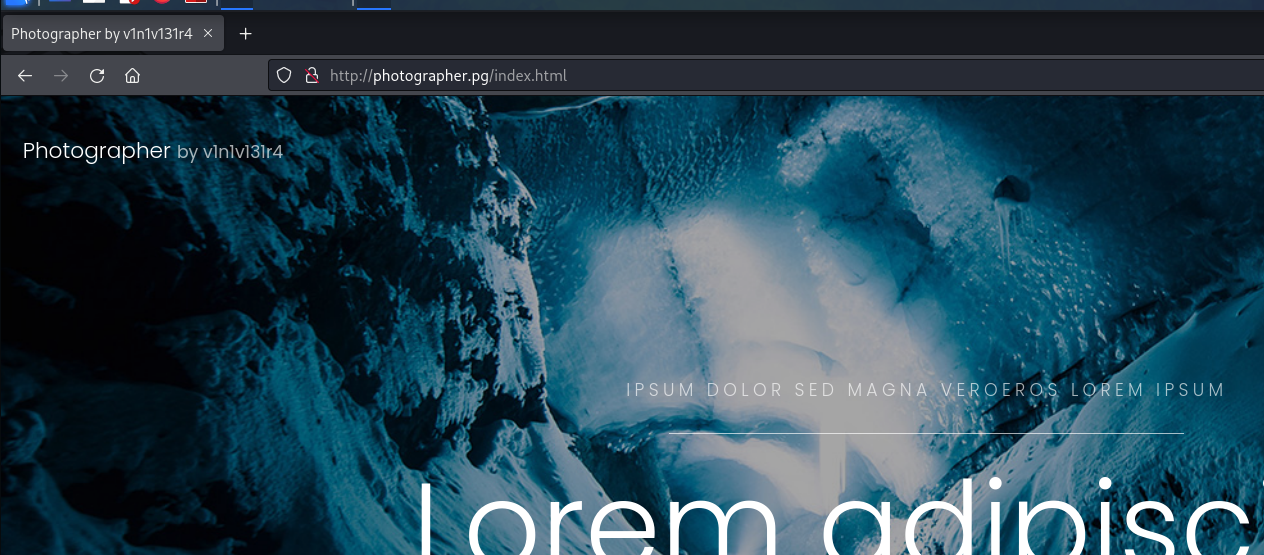 Photographer by v1n1v131r4
http://photographer.pg/index.html
Photographer by v1n1v131r4
IPSUM DOLOR SED MAGNA VEROEROS LOREM IPSUM
Lorem adipisci